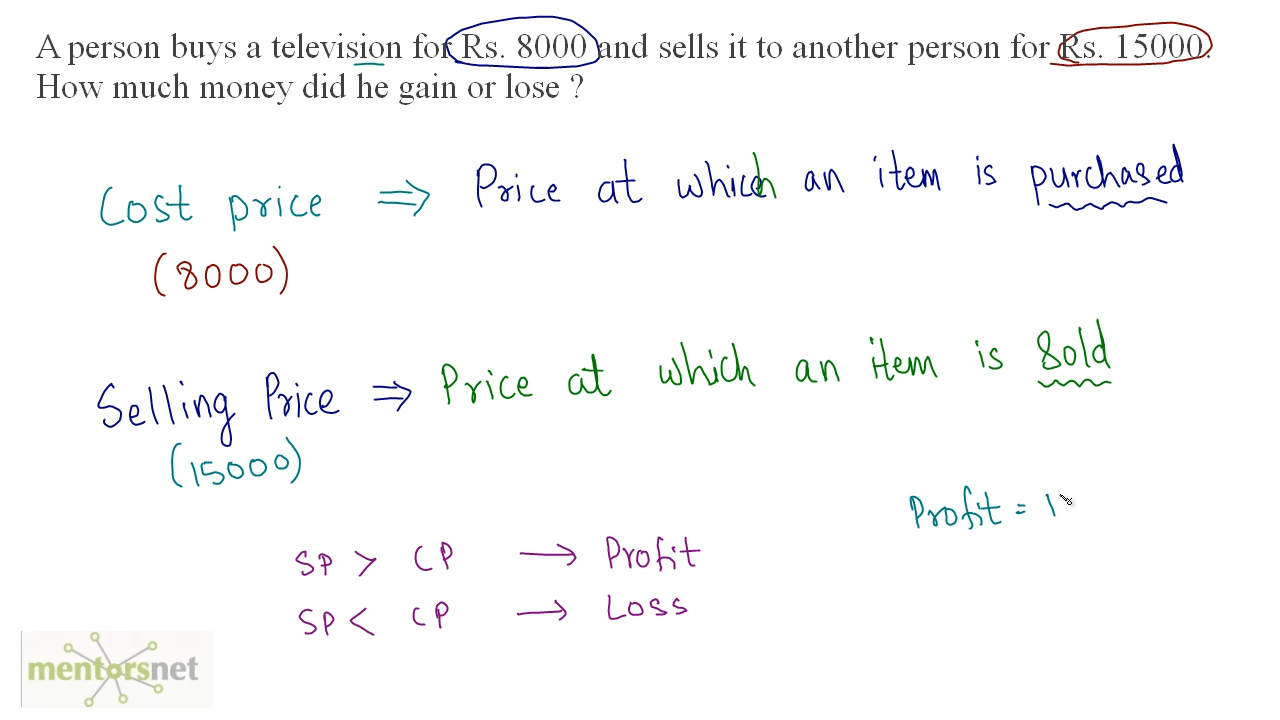 A person buys a television for Rs. 8000 and sells it to another person for Rs. 15000.
How much money did he gain or lose ?
Cost price ⇒ Price at which an item is purchased
(8000)
Selling Price ⇒ Price at which an item is Sold
(15000)
Profit = 1
SP > CP → Profit
SP < CP → Loss
mentorsnet